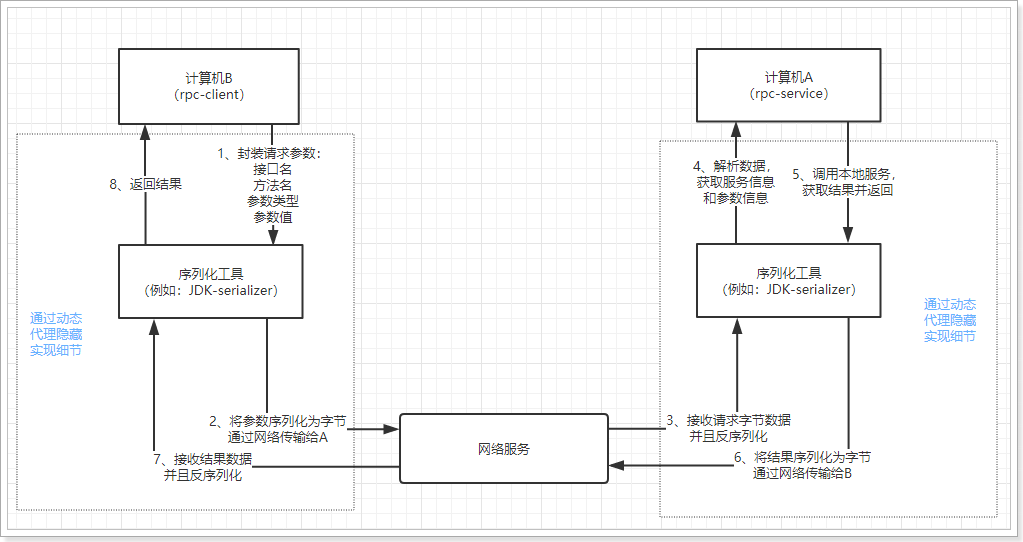 计算机B
（rpc-client）
计算机A
（rpc-service）
1、封装请求参数：
接口名
方法名
参数类型
参数值
8、返回结果
4、解析数据，
获取服务信息
和参数信息
5、调用本地服务，
获取结果并返回
序列化工具
（例如：JDK-serializer）
序列化工具
（例如：JDK-serializer）
通过动态
代理隐藏
实现细节
通过动态
代理隐藏
实现细节
2、将参数序列化为字节
通过网络传输给A
7、接收结果数据
并且反序列化
网络服务
3、接收请求字节数据
并且反序列化
6、将结果序列化为字节
通过网络传输给B